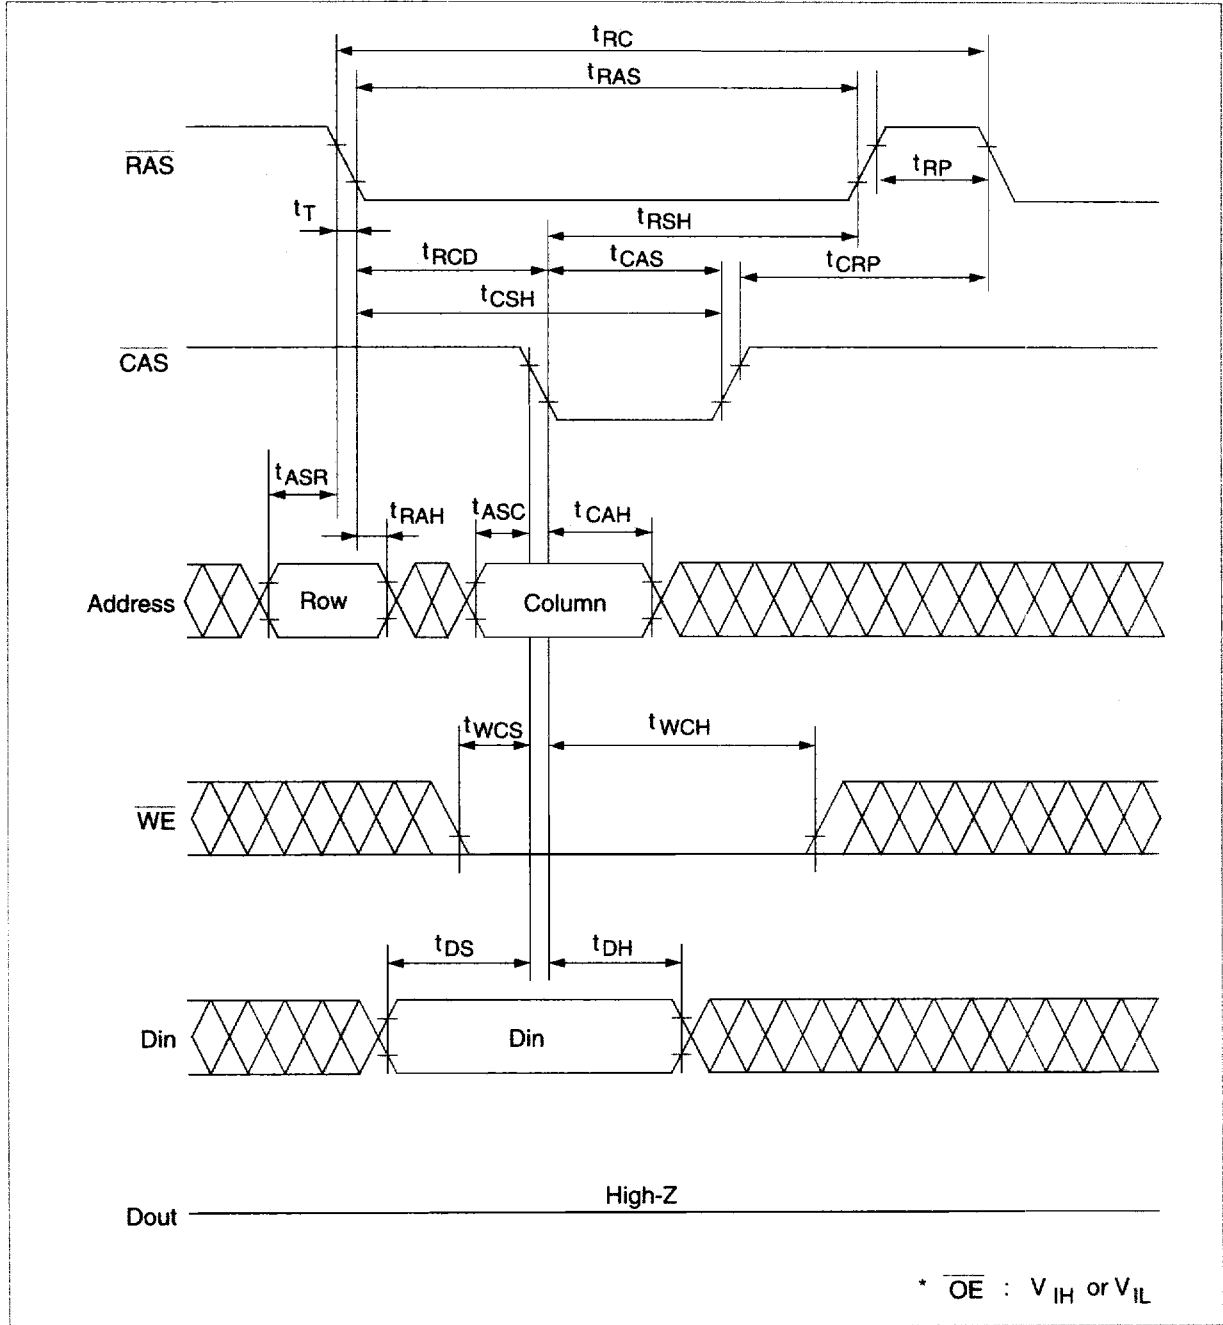 tRC
tRAS
RAS
tRP
tT
tRSH
tRCD
tCAS
tCRP
tCSH
CAS
tASR
tRAH
tASC
tCAH
Address
Row
Column
tWCS
tWCH
WE
tDS
tDH
Din
Din
High-Z
Dout
* OE : VIH or VIL